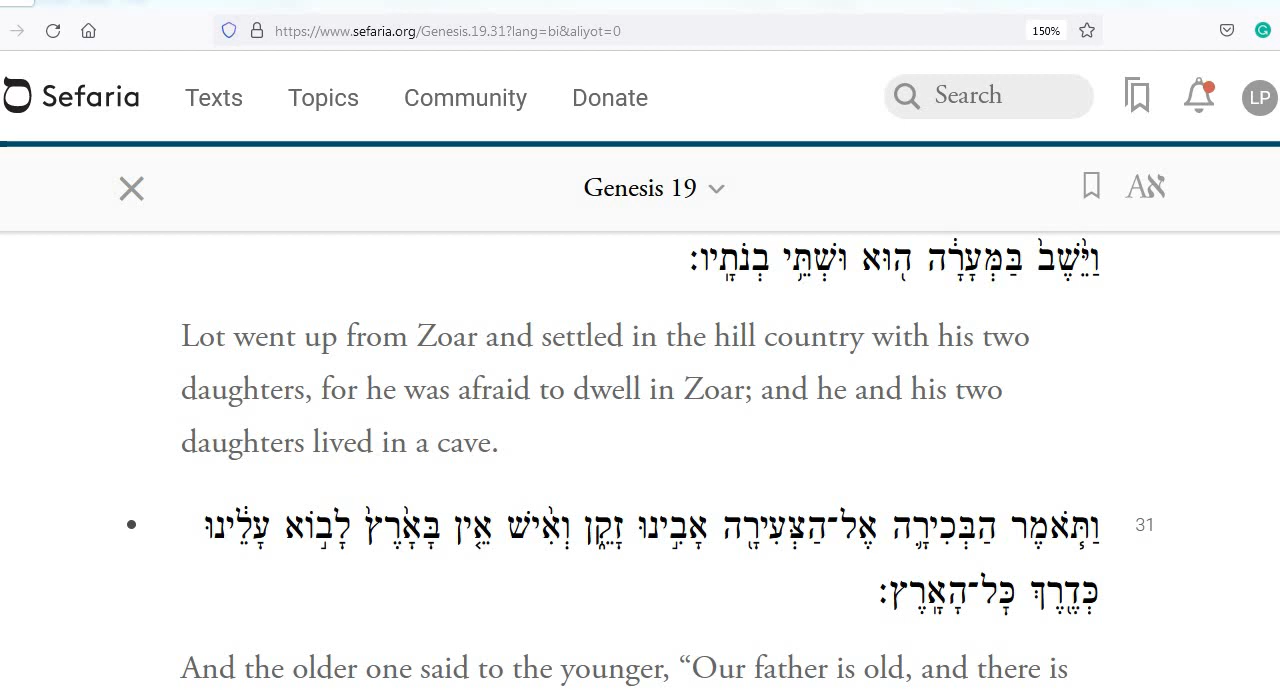 https://www.sefaria.org/Genesis.19.31?lang=bi&aliyot=0 150%
Sefaria Texts Topics Community Donate Search LP
Genesis 19 Aא
וַיֵּ֙שֶׁב֙ בַּמְּעָרָ֔ה ה֖וּא וּשְׁתֵּ֥י בְנֹתָֽיו׃
Lot went up from Zoar and settled in the hill country with his two
daughters, for he was afraid to dwell in Zoar; and he and his two
daughters lived in a cave.
וַתֹּ֧אמֶר הַבְּכִירָ֛ה אֶל־הַצְּעִירָ֖ה אָבִ֣ינוּ זָקֵ֑ן וְאִ֨ישׁ אֵ֤ין בָּאָ֙רֶץ֙ לָב֣וֹא עָלֵ֔ינוּ 31
כְּדֶ֖רֶךְ כׇּל־הָאָֽרֶץ׃
And the older one said to the younger, “Our father is old, and there is